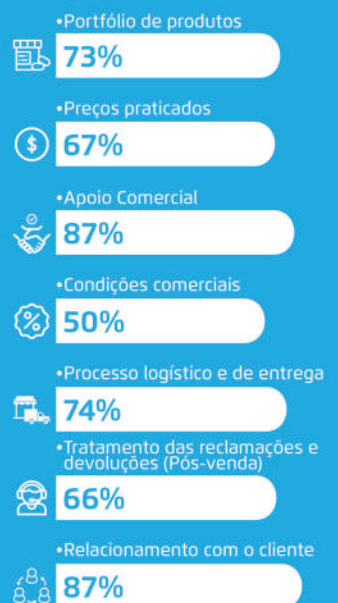 •Portfólio de produtos
73%
•Preços praticados
$
67%
•Apoio Comercial
87%
•Condições comerciais
%
50%
•Processo logístico e de entrega
74%
•Tratamento das reclamações e
devoluções (Pós-venda)
66%
•Relacionamento com o cliente
87%